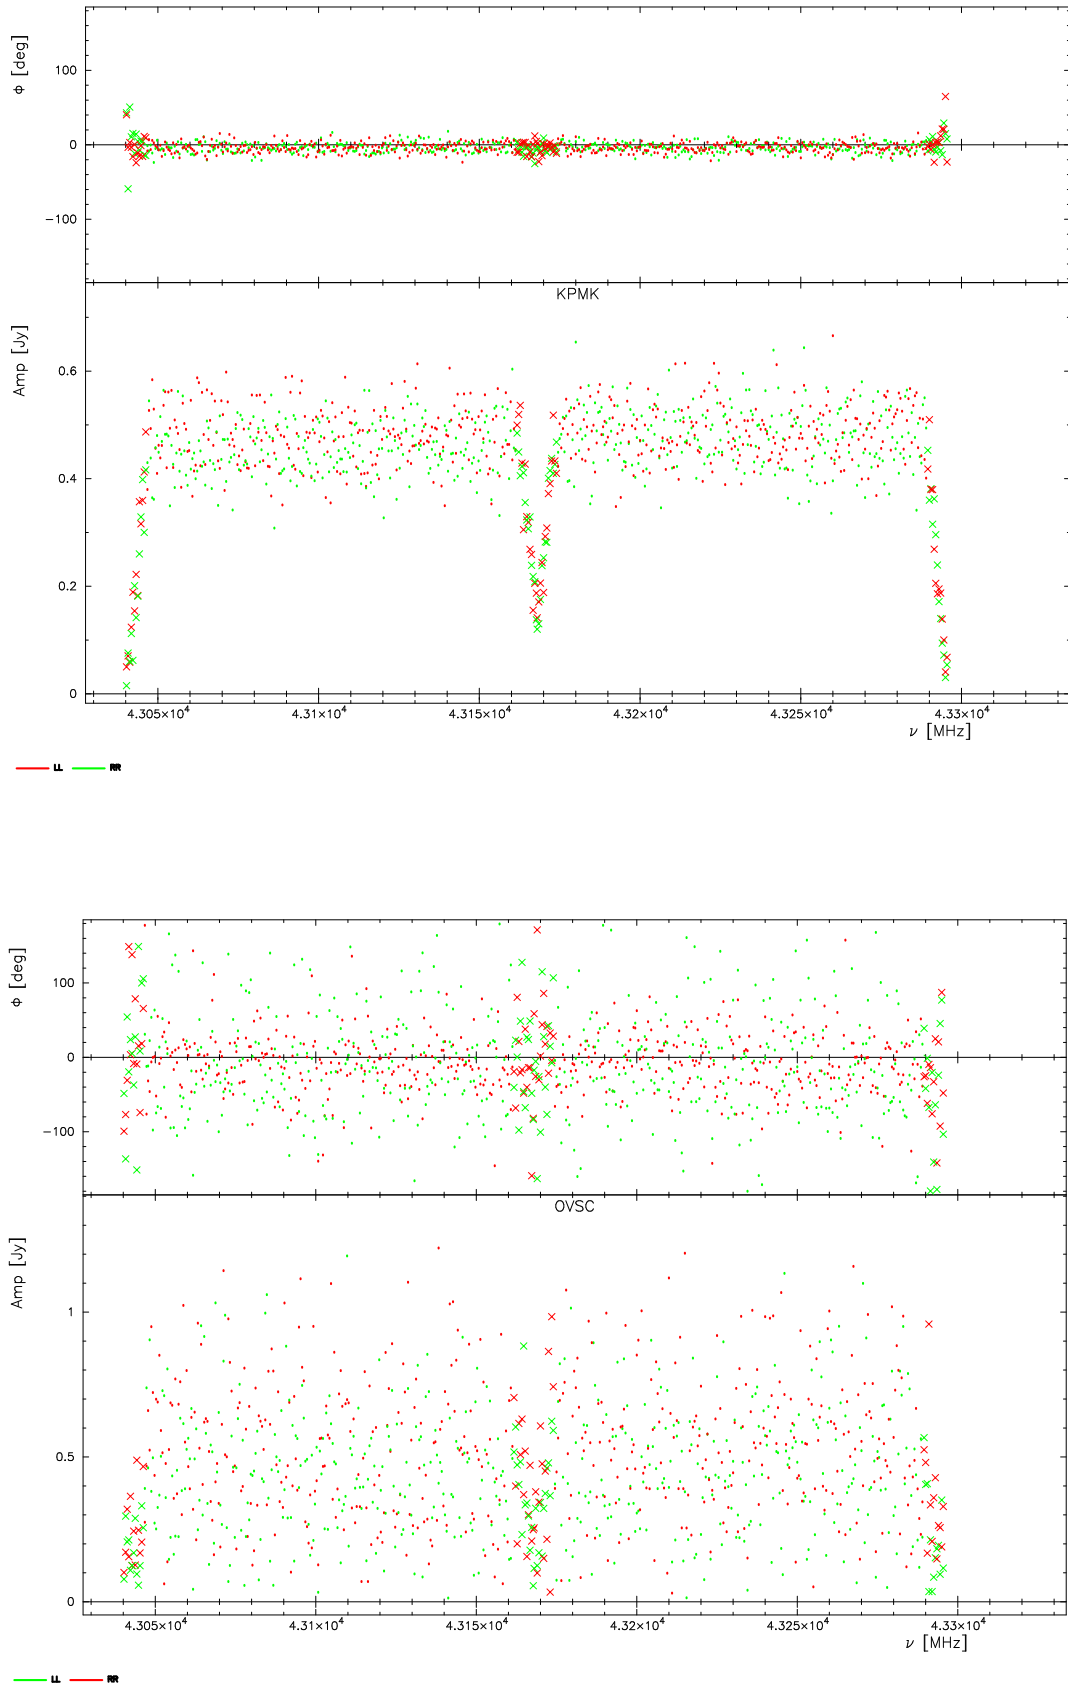 ϕ [deg]
100
0
−100
KPMK
Amp [Jy]
0.6
0.4
0.2
0
4.305×10⁴ 4.31×10⁴ 4.315×10⁴ 4.32×10⁴ 4.325×10⁴ 4.33×10⁴
ν [MHz]
LL RR
ϕ [deg]
100
0
−100
OVSC
Amp [Jy]
1
0.5
0
4.305×10⁴ 4.31×10⁴ 4.315×10⁴ 4.32×10⁴ 4.325×10⁴ 4.33×10⁴
ν [MHz]
LL RR